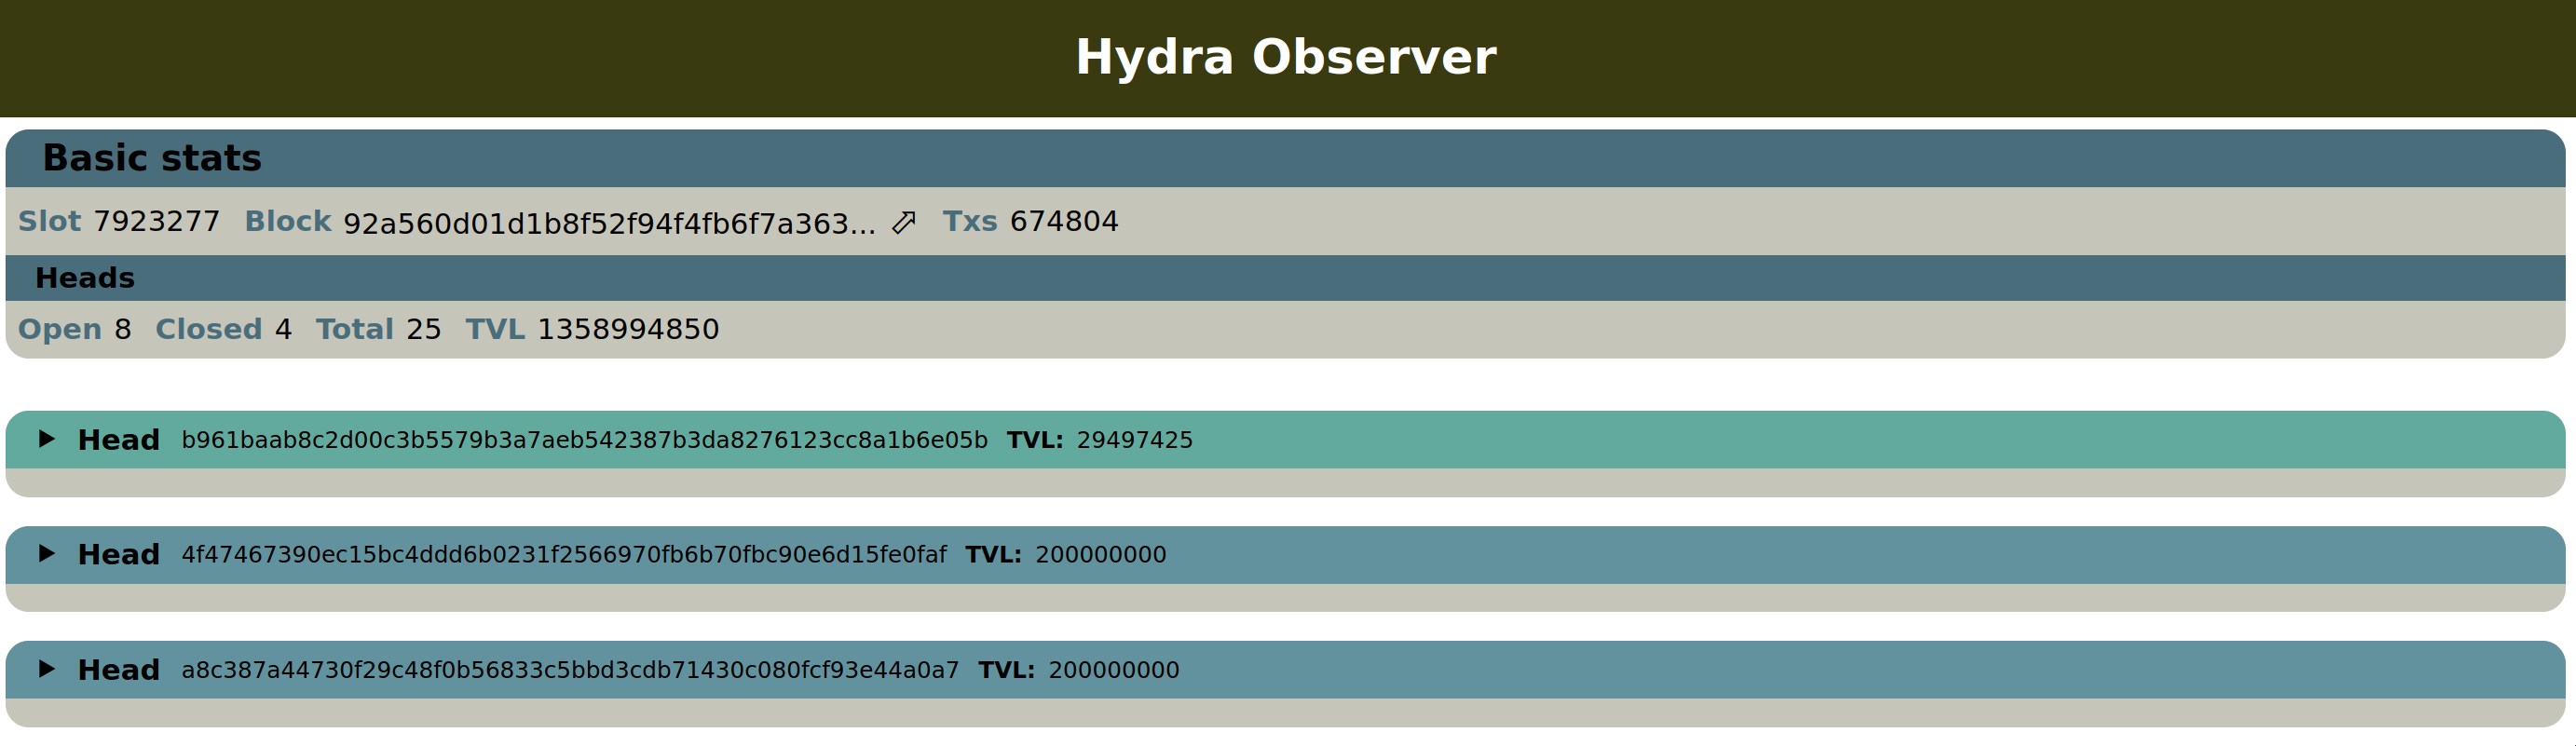 Hydra Observer
Basic stats
Slot 7923277 Block 92a560d01d1b8f52f94f4fb6f7a363... ⬀ Txs 674804
Heads
Open 8 Closed 4 Total 25 TVL 1358994850
▶ Head b961baab8c2d00c3b5579b3a7aeb542387b3da8276123cc8a1b6e05b TVL: 29497425
▶ Head 4f47467390ec15bc4ddd6b0231f2566970fb6b70fbc90e6d15fe0faf TVL: 200000000
▶ Head a8c387a44730f29c48f0b56833c5bbd3cdb71430c080fcf93e44a0a7 TVL: 200000000